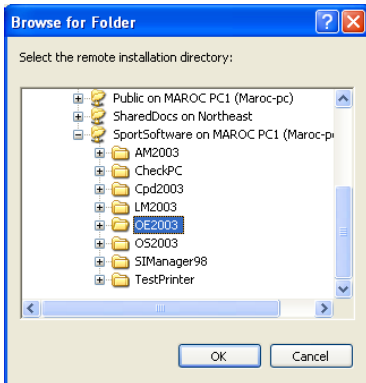 Browse for Folder
Select the remote installation directory:
Public on MAROC PC1 (Maroc-pc)
SharedDocs on Northeast
SportSoftware on MAROC PC1 (Maroc-p
AM2003
CheckPC
Cpd2003
LM2003
OE2003
OS2003
SIManager98
TestPrinter
OK Cancel